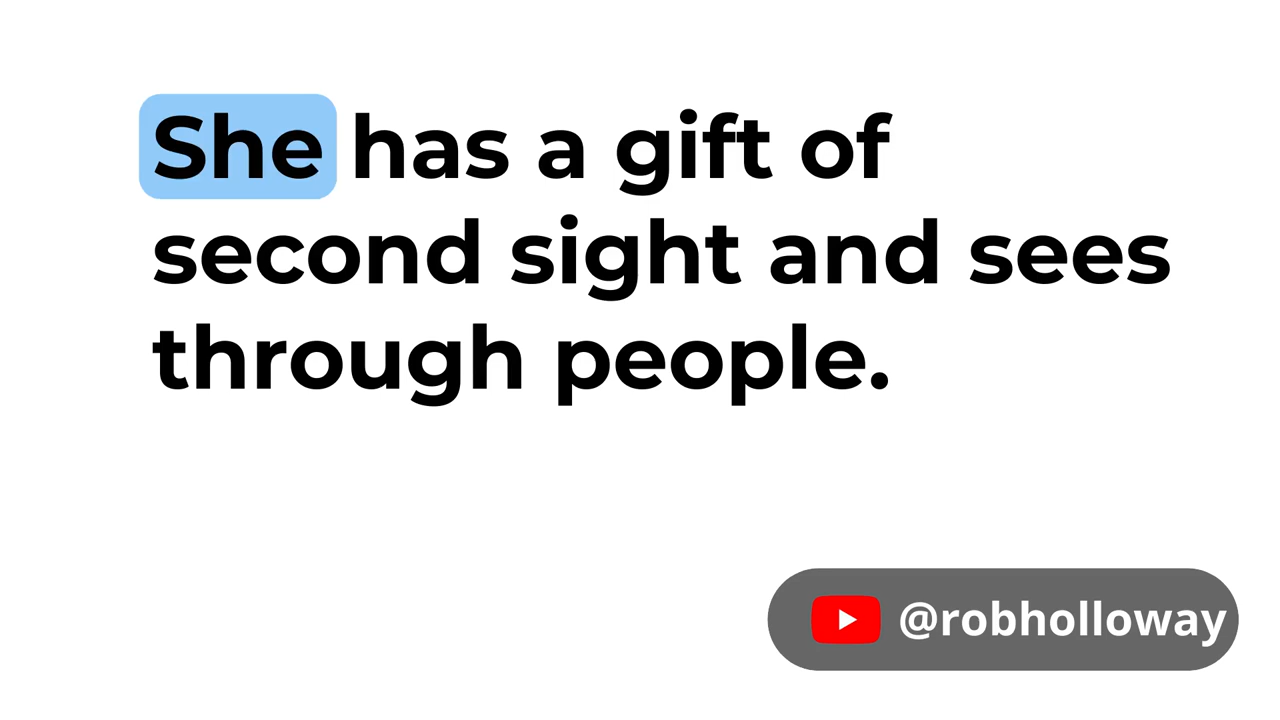 She has a gift of
second sight and sees
through people.
@robholloway